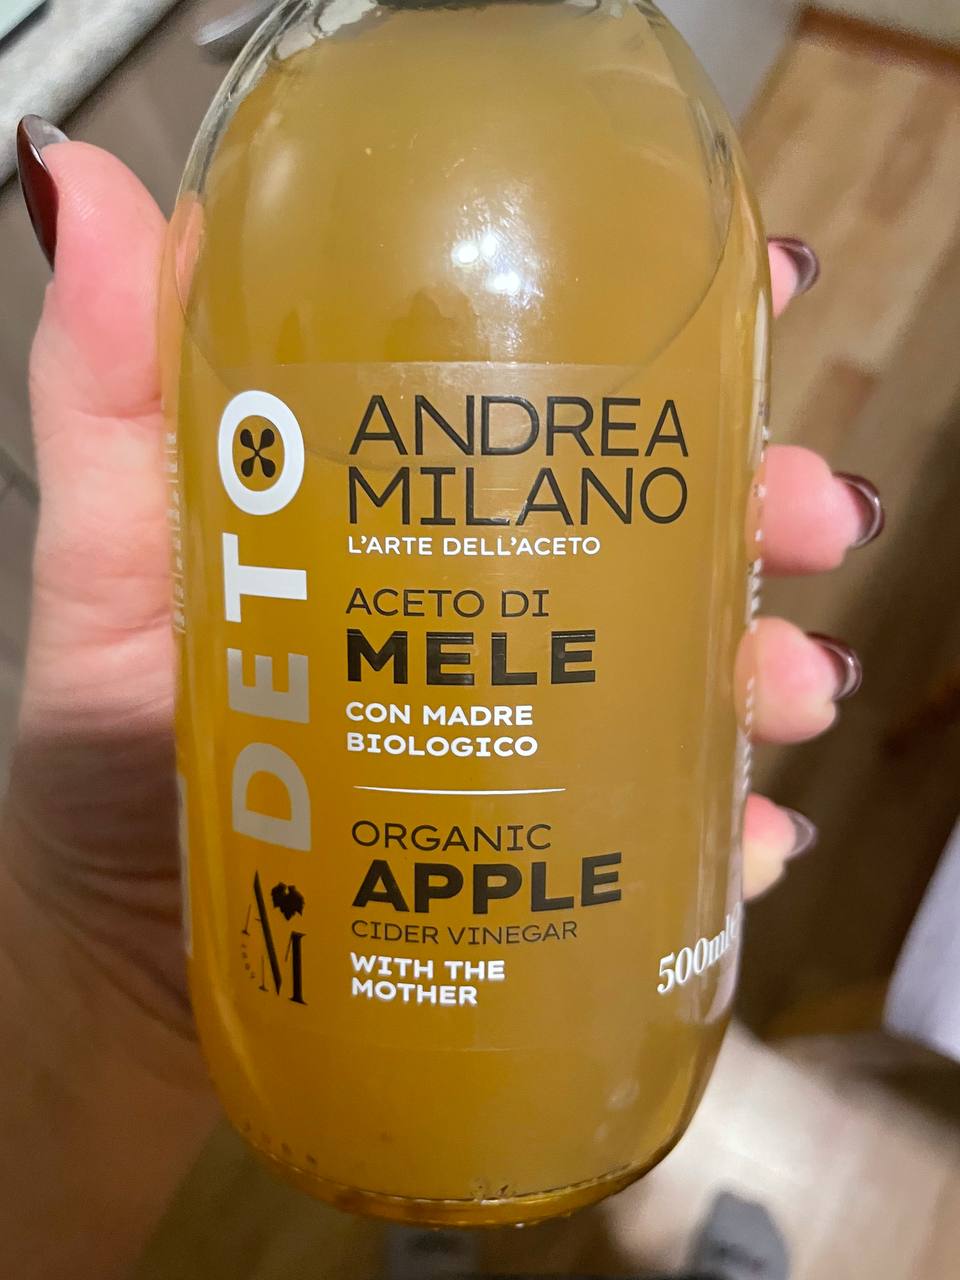 DETO
ANDREA
MILANO
L'ARTE DELL'ACETO
ACETO DI
MELE
CON MADRE
BIOLOGICO
ORGANIC
APPLE
CIDER VINEGAR
WITH THE
MOTHER
AM
500ml